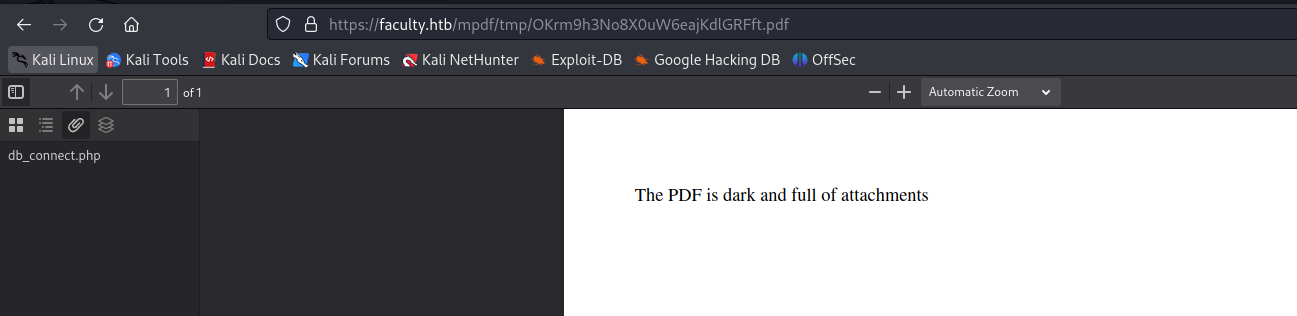 https://faculty.htb/mpdf/tmp/OKrm9h3No8X0uW6eajKdlGRFft.pdf
Kali Linux Kali Tools Kali Docs Kali Forums Kali NetHunter Exploit-DB Google Hacking DB OffSec
1 of 1 Automatic Zoom
db_connect.php
The PDF is dark and full of attachments